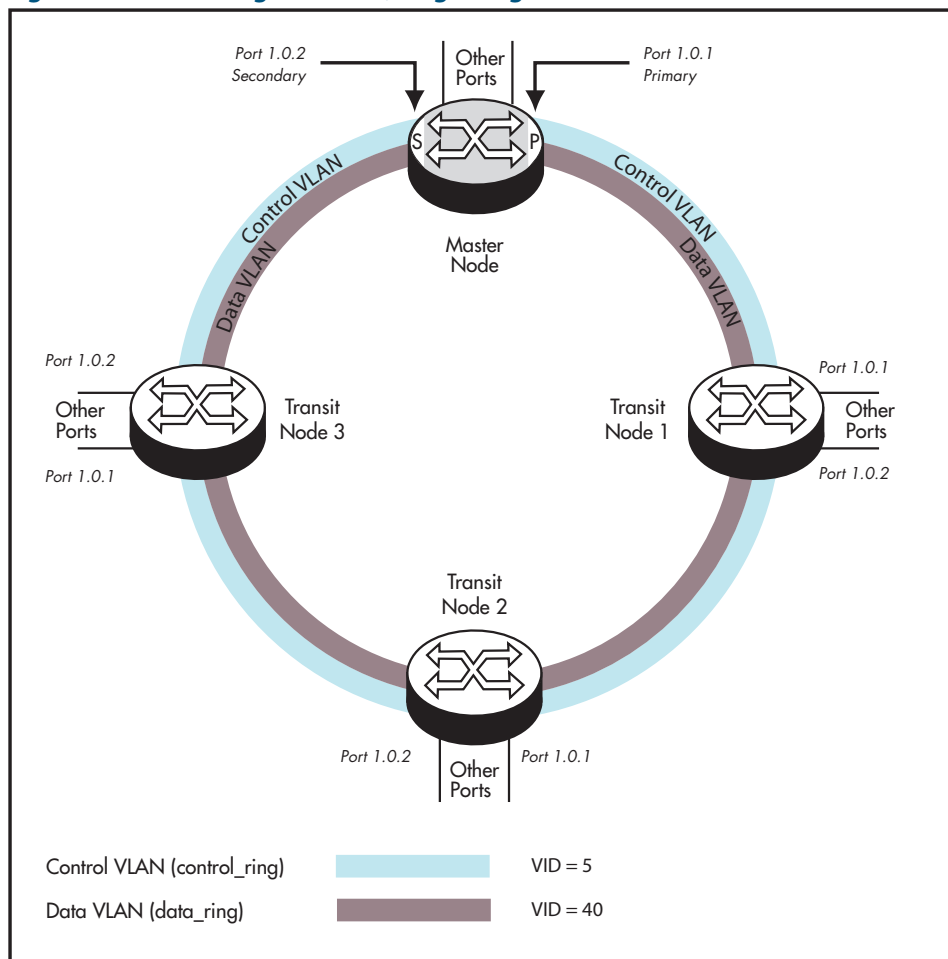 Port 1.0.2
Secondary
Other
Ports
Port 1.0.1
Primary
S
P
Control VLAN
Data VLAN
Control VLAN
Data VLAN
Master
Node
Port 1.0.2
Other
Ports
Port 1.0.1
Transit
Node 3
Transit
Node 1
Port 1.0.1
Other
Ports
Port 1.0.2
Transit
Node 2
Port 1.0.2
Other
Ports
Port 1.0.1
Control VLAN (control_ring)
VID = 5
Data VLAN (data_ring)
VID = 40